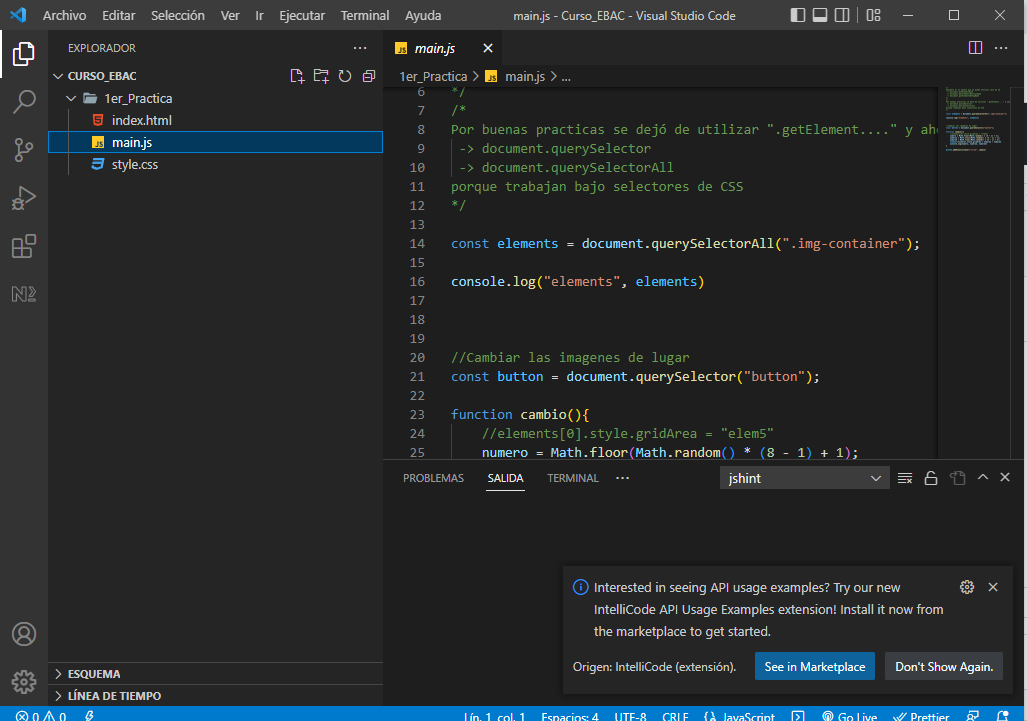 Archivo Editar Selección Ver Ir Ejecutar Terminal Ayuda main.js - Curso_EBAC - Visual Studio Code
EXPLORADOR
CURSO_EBAC
1er_Practica
index.html
JS main.js
style.css
JS main.js
1er_Practica > JS main.js > ...
6 */
7 /*
8 Por buenas practicas se dejó de utilizar ".getElement...." y
9 -> document.querySelector
10 -> document.querySelectorAll
11 porque trabajan bajo selectores de CSS
12 */
13
14 const elements = document.querySelectorAll(".img-container");
15
16 console.log("elements", elements)
17
18
19
20 //Cambiar las imagenes de lugar
21 const button = document.querySelector("button");
22
23 function cambio(){
24 //elements[0].style.gridArea = "elem5"
25 numero = Math.floor(Math.random() * (8 - 1) + 1);
PROBLEMAS SALIDA TERMINAL ... jshint
Interested in seeing API usage examples? Try our new
IntelliCode API Usage Examples extension! Install it now from
the marketplace to get started.
Origen: IntelliCode (extensión). See in Marketplace Don't Show Again.
ESQUEMA
LÍNEA DE TIEMPO
0 0 Lín. 1, col. 1 Espacios: 4 UTF-8 CRLF {} JavaScript Go Live Prettier